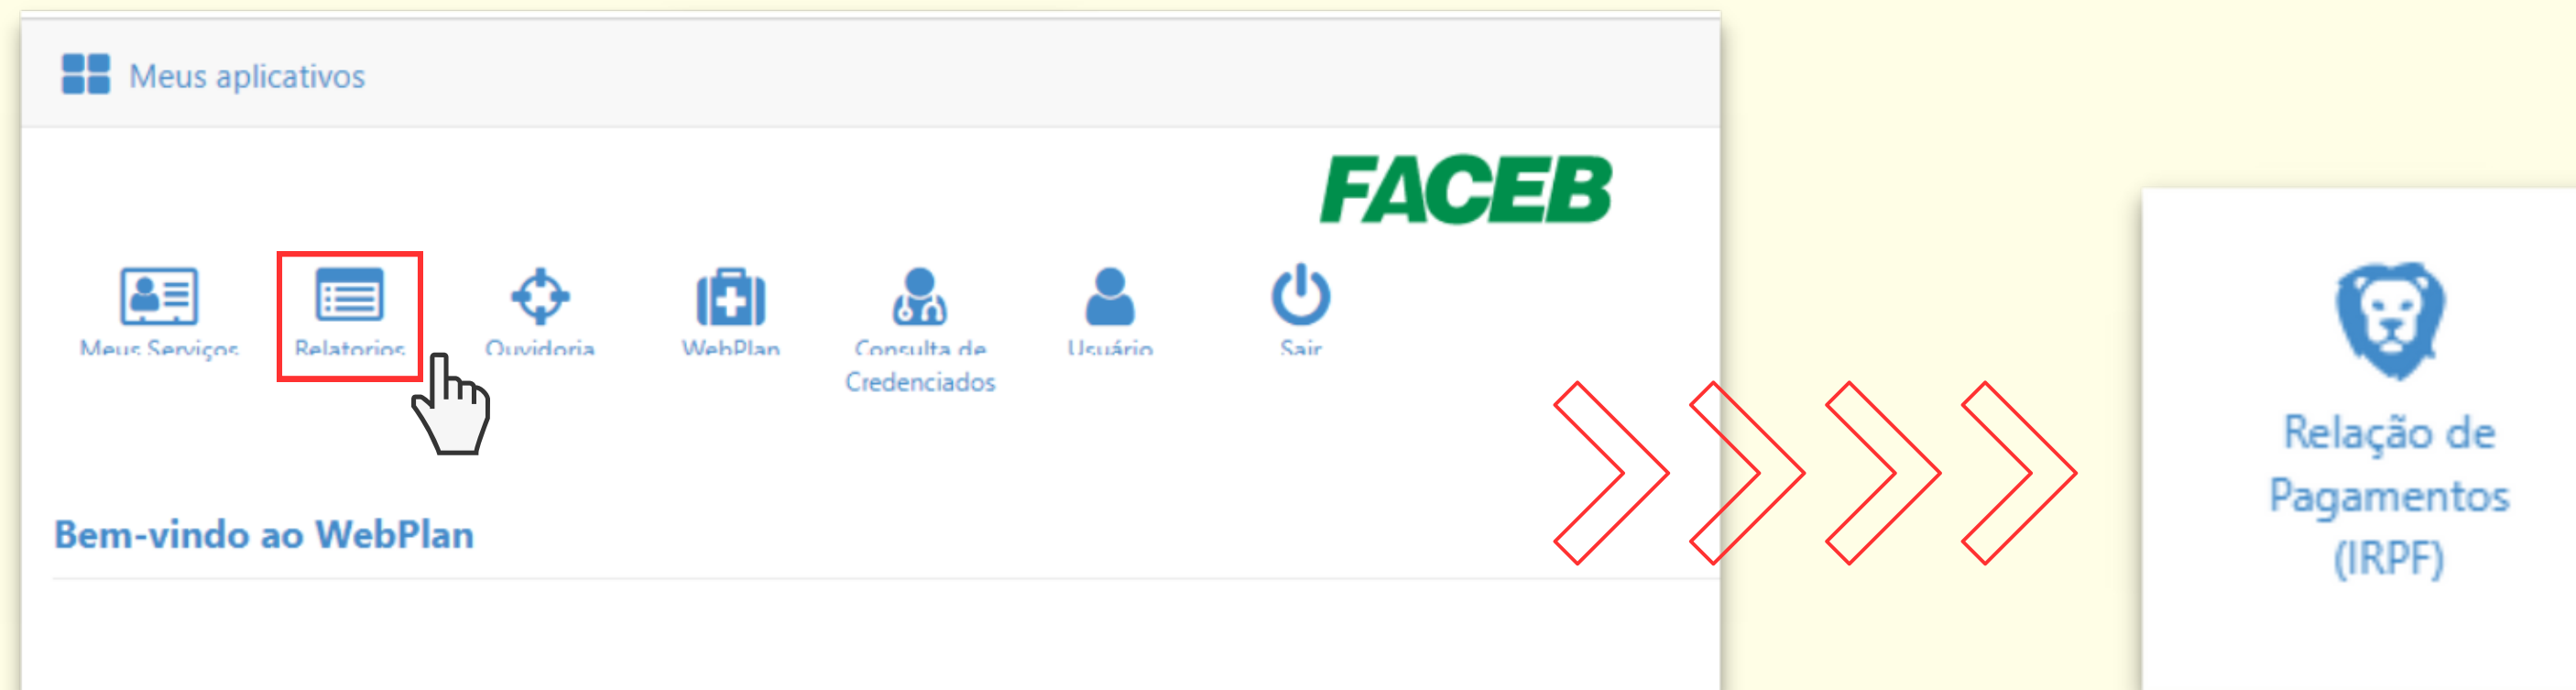 Meus aplicativos
FACEB
Meus Serviços
Relatorios
Ouvidoria
WebPlan
Consulta de
Credenciados
Usuário
Sair
Bem-vindo ao WebPlan
Relação de
Pagamentos
(IRPF)